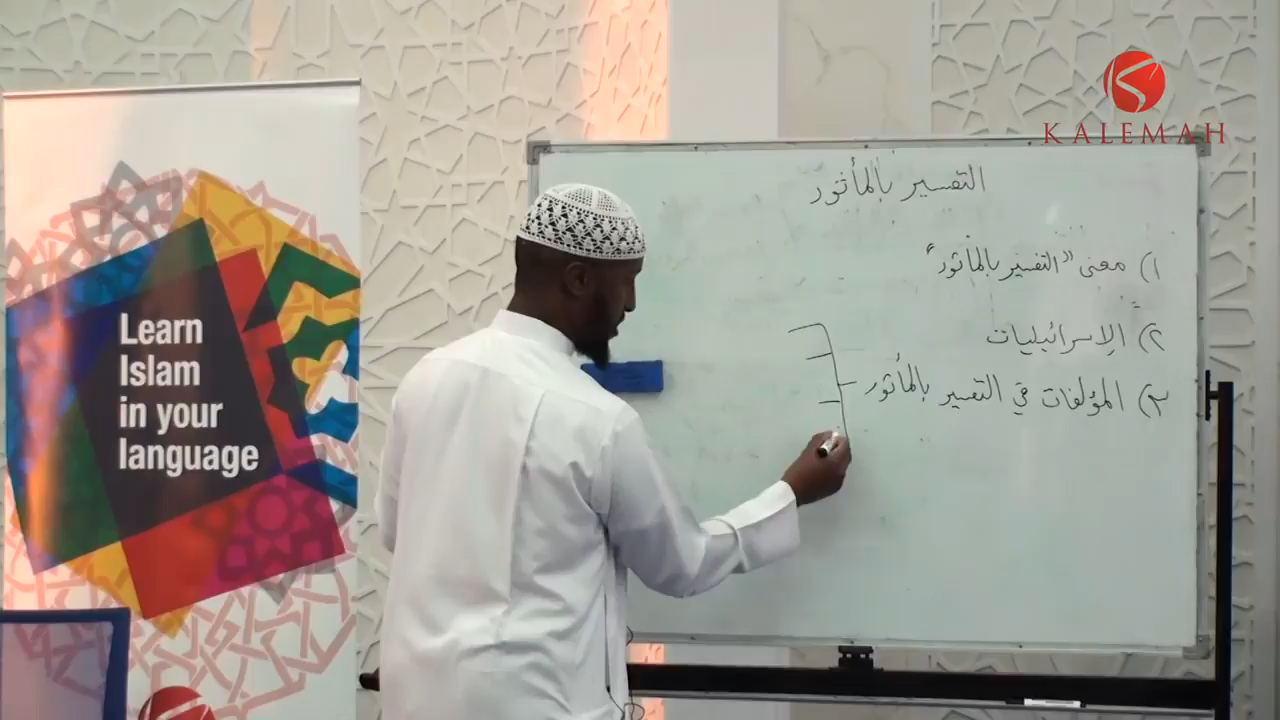 KALEMAH
التفسير بالمأثور
١) معنى "التفسير بالمأثور"
٢) الإسرائيليات
٣) المؤلفات في التفسير بالمأثور
Learn
Islam
in your
language